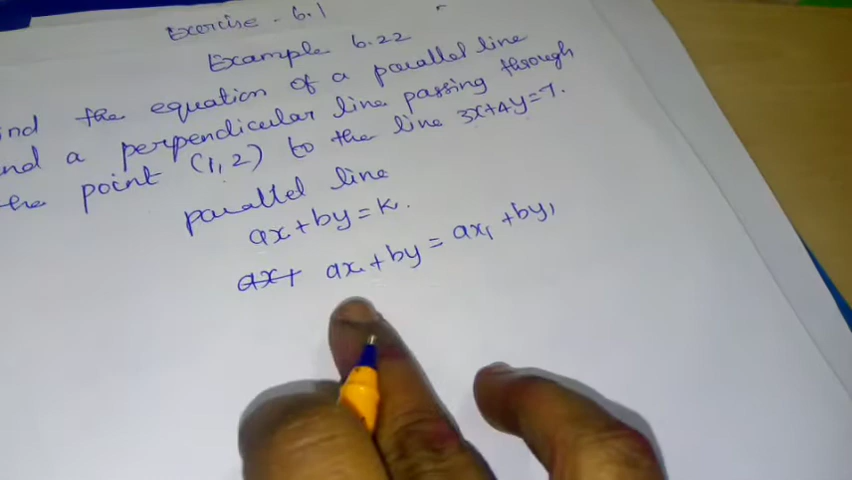 Exercise - 6.1
Example 6.22
ind the equation of a parallel line
nd a perpendicular line passing through
the point (1,2) to the line 3x+4y=7.
parallel line
ax+by=k.
ax+ ax+by = ax₁ +by₁